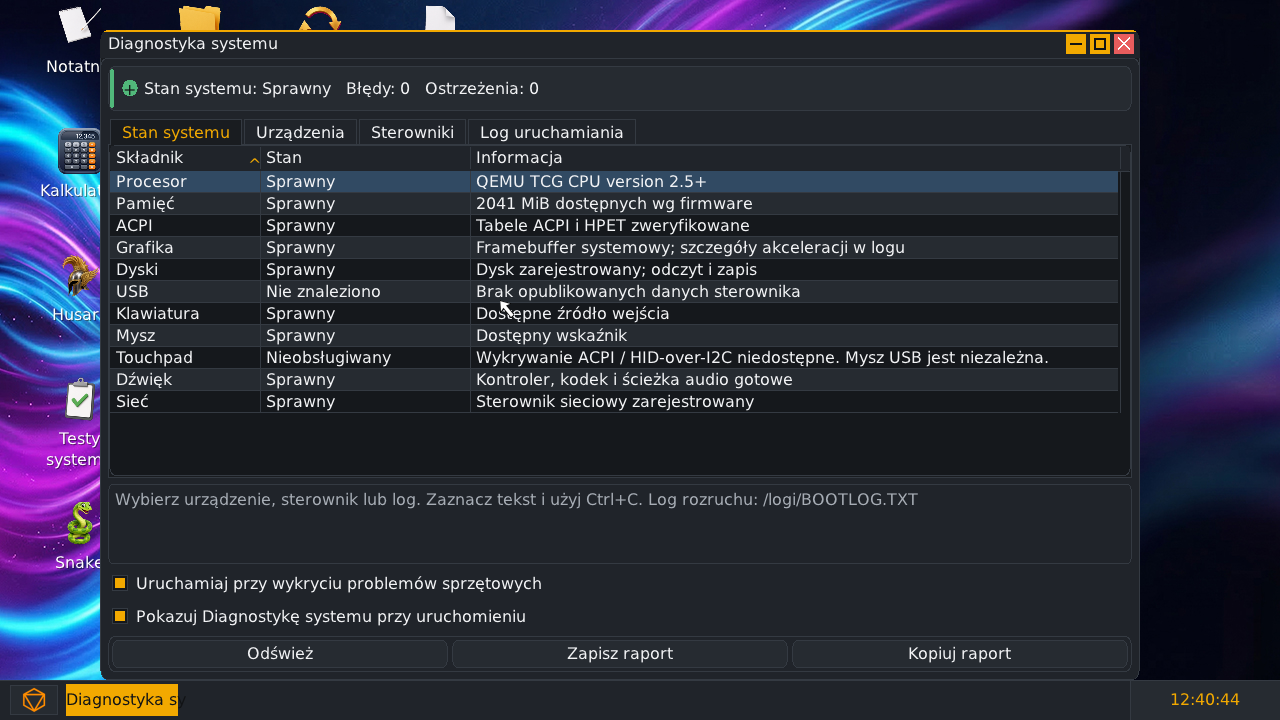 Diagnostyka systemu
Notatn
Stan systemu: Sprawny Błędy: 0 Ostrzeżenia: 0
Stan systemu Urządzenia Sterowniki Log uruchamiania
12345
Składnik Stan Informacja
Procesor Sprawny QEMU TCG CPU version 2.5+
Kalkulat
Pamięć Sprawny 2041 MiB dostępnych wg firmware
ACPI Sprawny Tabele ACPI i HPET zweryfikowane
Grafika Sprawny Framebuffer systemowy; szczegóły akceleracji w logu
Dyski Sprawny Dysk zarejestrowany; odczyt i zapis
USB Nie znaleziono Brak opublikowanych danych sterownika
Klawiatura Sprawny Dostępne źródło wejścia
Husar
Mysz Sprawny Dostępny wskaźnik
Touchpad Nieobsługiwany Wykrywanie ACPI / HID-over-I2C niedostępne. Mysz USB jest niezależna.
Dźwięk Sprawny Kontroler, kodek i ścieżka audio gotowe
Sieć Sprawny Sterownik sieciowy zarejestrowany
Testy
system
Wybierz urządzenie, sterownik lub log. Zaznacz tekst i użyj Ctrl+C. Log rozruchu: /logi/BOOTLOG.TXT
Snake
Uruchamiaj przy wykryciu problemów sprzętowych
Pokazuj Diagnostykę systemu przy uruchomieniu
Odśwież Zapisz raport Kopiuj raport
Diagnostyka sy 12:40:44